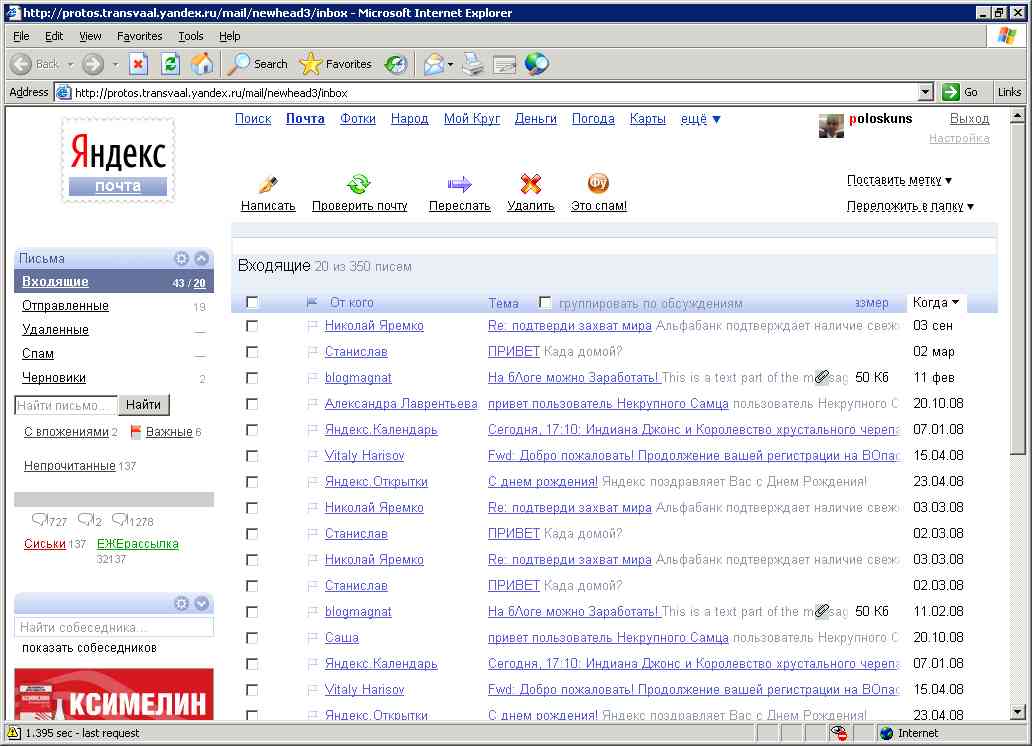 http://protos.transvaal.yandex.ru/mail/newhead3/inbox - Microsoft Internet Explorer
File Edit View Favorites Tools Help
Back Search Favorites
Address http://protos.transvaal.yandex.ru/mail/newhead3/inbox Go Links
Поиск Почта Фотки Народ Мой Круг Деньги Погода Карты ещё ▼ poloskuns Выход
Настройка
Яндекс
почта
Написать Проверить почту Переслать Удалить Фу Это спам!
Поставить метку ▼
Переложить в папку ▼
Письма
Входящие 43 / 20
Отправленные 19
Удаленные —
Спам —
Черновики 2
Найти письмо.... Найти
С вложениями 2 Важные 6
Непрочитанные 137
727 2 1278
Сиськи 137 ЕЖЕрассылка
32137
Найти собеседника...
показать собеседников
КСИМЕЛИН
Входящие 20 из 350 писем
От кого Тема группировать по обсуждениям азмер Когда ▼
Николай Яремко Re: подтверди захват мира Альфабанк подтверждает наличие свеж 03 сен
Станислав ПРИВЕТ Када домой? 02 мар
blogmagnat На б/\оге можно Заработать! This is a text part of the m sag 50 Кб 11 фев
Александра Лаврентьева привет пользователь Некрупного Самца пользователь Некрупного С 20.10.08
Яндекс.Календарь Сегодня, 17:10: Индиана Джонс и Королевство хрустального черепа 07.01.08
Vitaly Harisov Fwd: Добро пожаловать! Продолжение вашей регистрации на ВОпас 15.04.08
Яндекс.Открытки С днем рождения! Яндекс поздравляет Вас с Днем Рождения! 23.04.08
Николай Яремко Re: подтверди захват мира Альфабанк подтверждает наличие свеж 03.03.08
Станислав ПРИВЕТ Када домой? 02.03.08
Николай Яремко Re: подтверди захват мира Альфабанк подтверждает наличие свеж 03.03.08
Станислав ПРИВЕТ Када домой? 02.03.08
blogmagnat На б/\оге можно Заработать! This is a text part of the m sag 50 Кб 11.02.08
Саша привет пользователь Некрупного Самца пользователь Некрупного С 20.10.08
Яндекс.Календарь Сегодня, 17:10: Индиана Джонс и Королевство хрустального черепа 07.01.08
Vitaly Harisov Fwd: Добро пожаловать! Продолжение вашей регистрации на ВОпас 15.04.08
Яндекс.Открытки С днем рождения! Яндекс поздравляет Вас с Днем Рождения! 23.04.08
1.395 sec - last request Internet